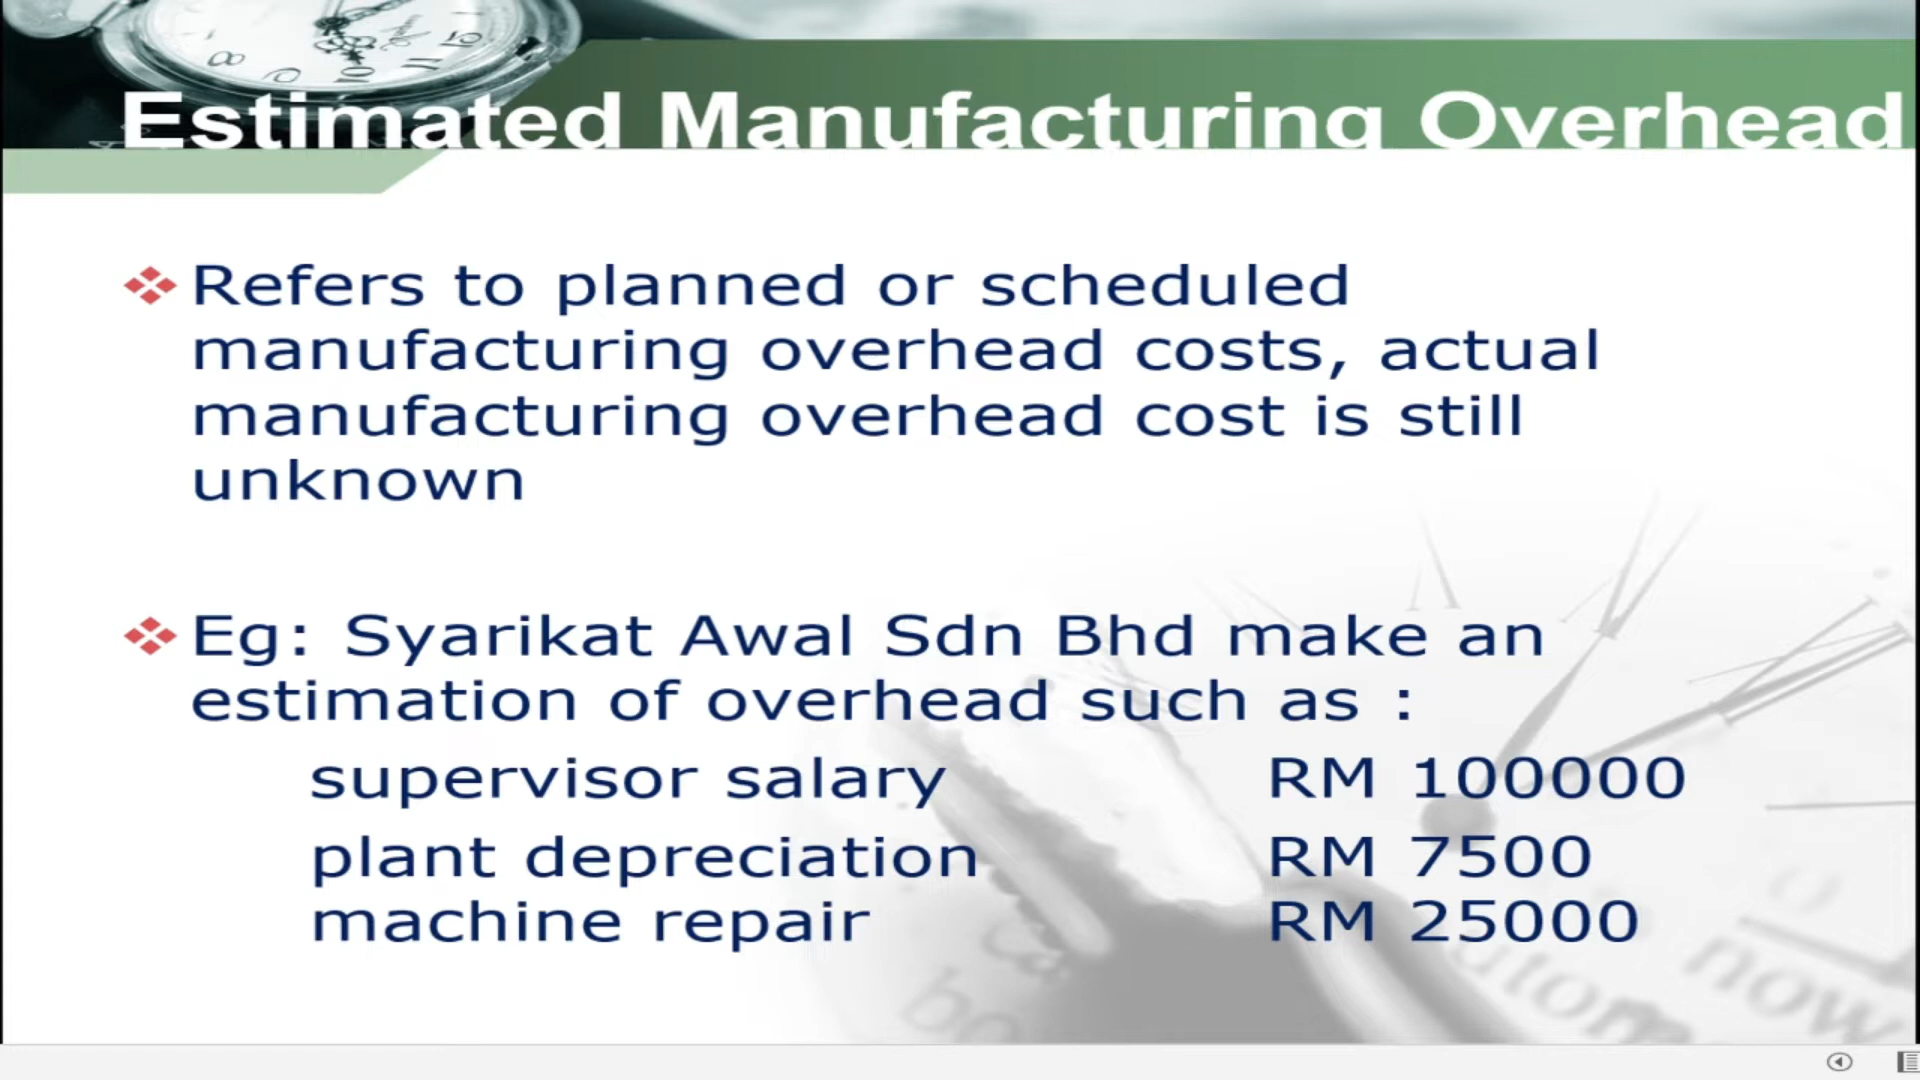 Estimated Manufacturing Overhead
Refers to planned or scheduled
manufacturing overhead costs, actual
manufacturing overhead cost is still
unknown
Eg: Syarikat Awal Sdn Bhd make an
estimation of overhead such as :
supervisor salary RM 100000
plant depreciation RM 7500
machine repair RM 25000
now